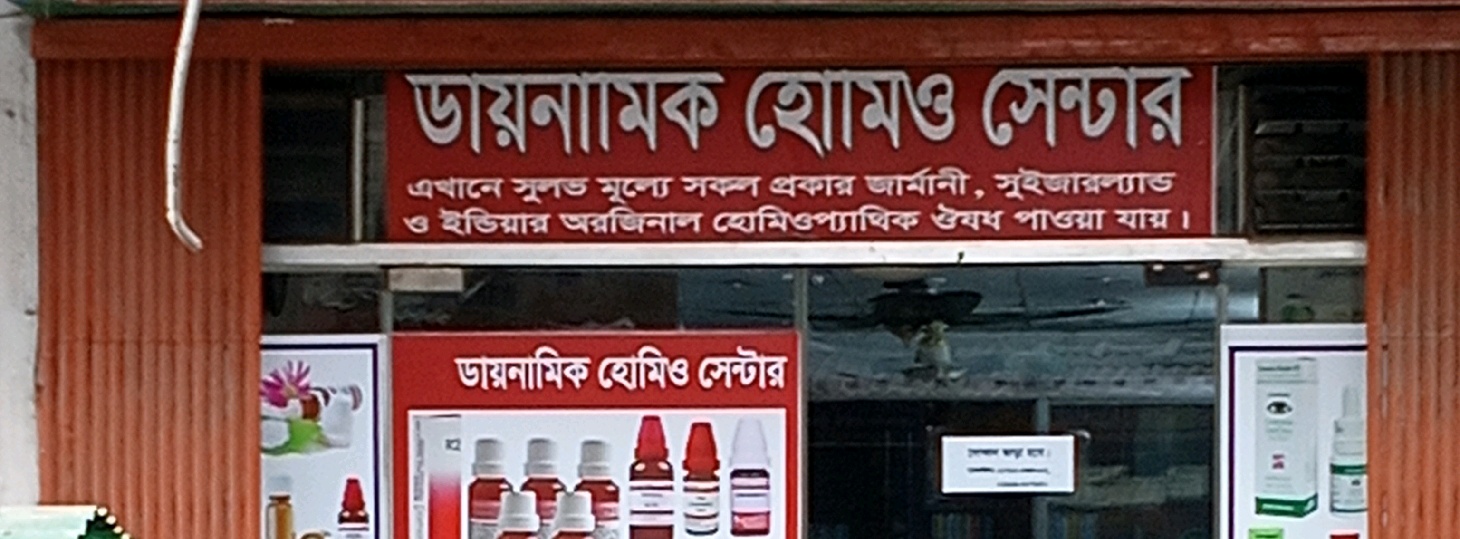 ডায়নামিক হোমিও সেন্টার
এখানে সুলভ মূল্যে সকল প্রকার জার্মানী, সুইজারল্যান্ড
ও ইন্ডিয়ার অরজিনাল হোমিওপ্যাথিক ঔষধ পাওয়া যায়।
ডায়নামিক হোমিও সেন্টার